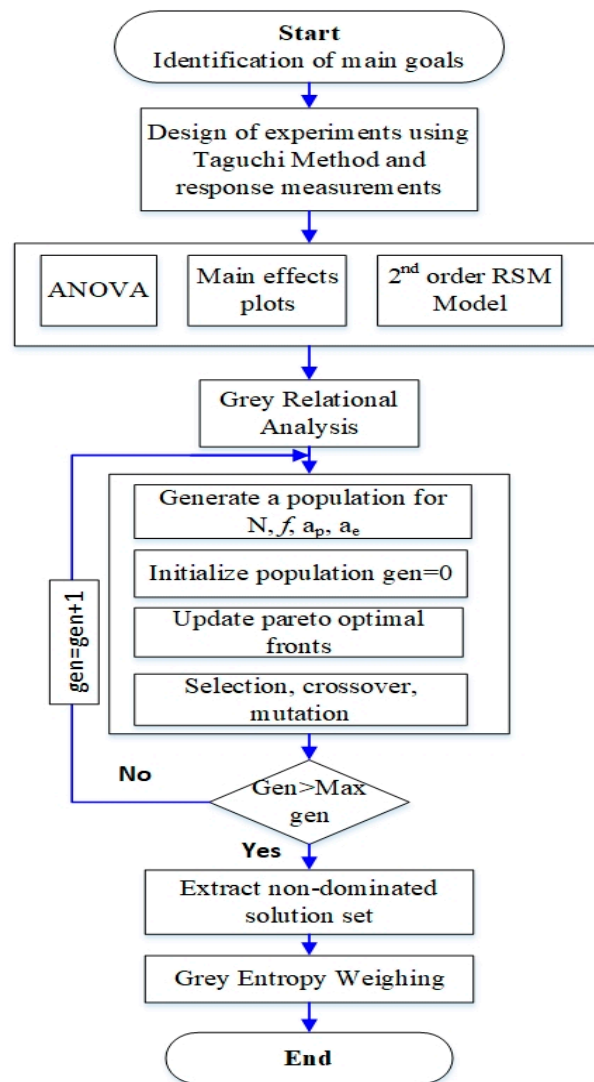 Start
Identification of main goals
Design of experiments using
Taguchi Method and
response measurements
ANOVA
Main effects
plots
2nd order RSM
Model
Grey Relational
Analysis
Generate a population for
N, f, ap, ae
Initialize population gen=0
Update pareto optimal
fronts
Selection, crossover,
mutation
gen=gen+1
No
Gen>Max
gen
Yes
Extract non-dominated
solution set
Grey Entropy Weighing
End